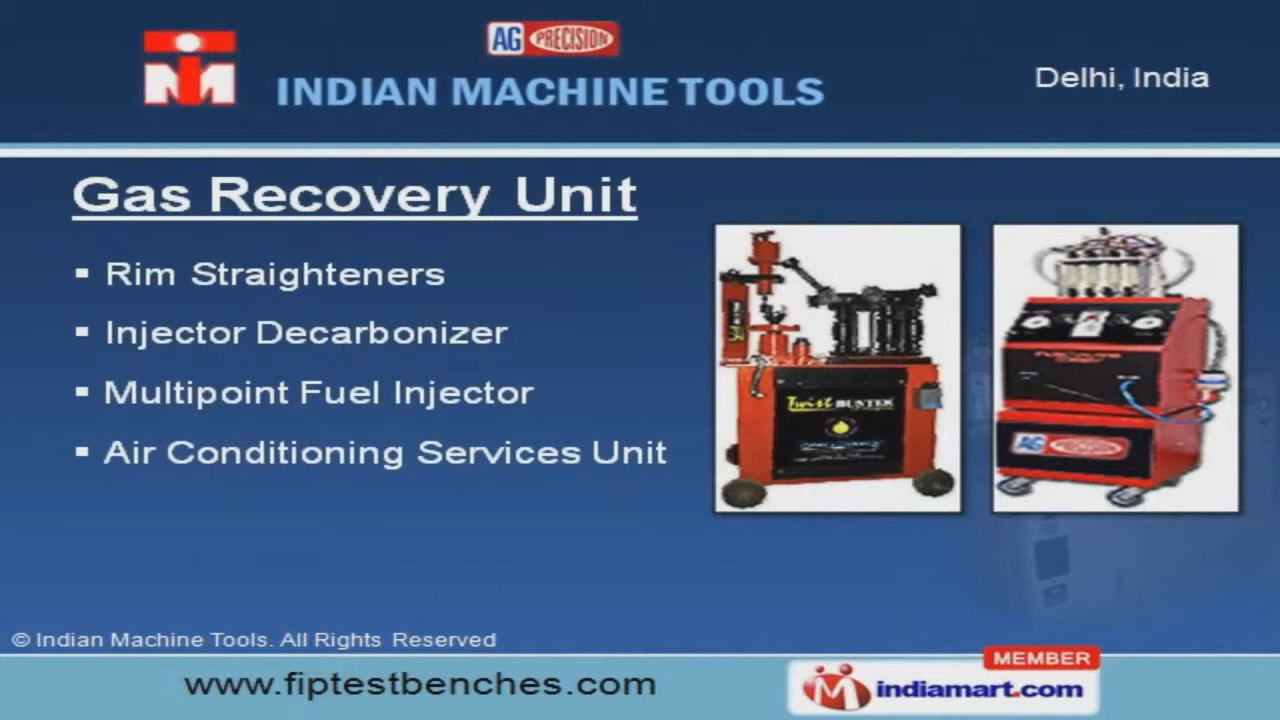 AG PRECISION
INDIAN MACHINE TOOLS
Delhi, India
Gas Recovery Unit
▪ Rim Straighteners
▪ Injector Decarbonizer
▪ Multipoint Fuel Injector
▪ Air Conditioning Services Unit
Twist BUSTER
AG PRECISION
© Indian Machine Tools. All Rights Reserved
www.fiptestbenches.com
MEMBER
indiamart.com